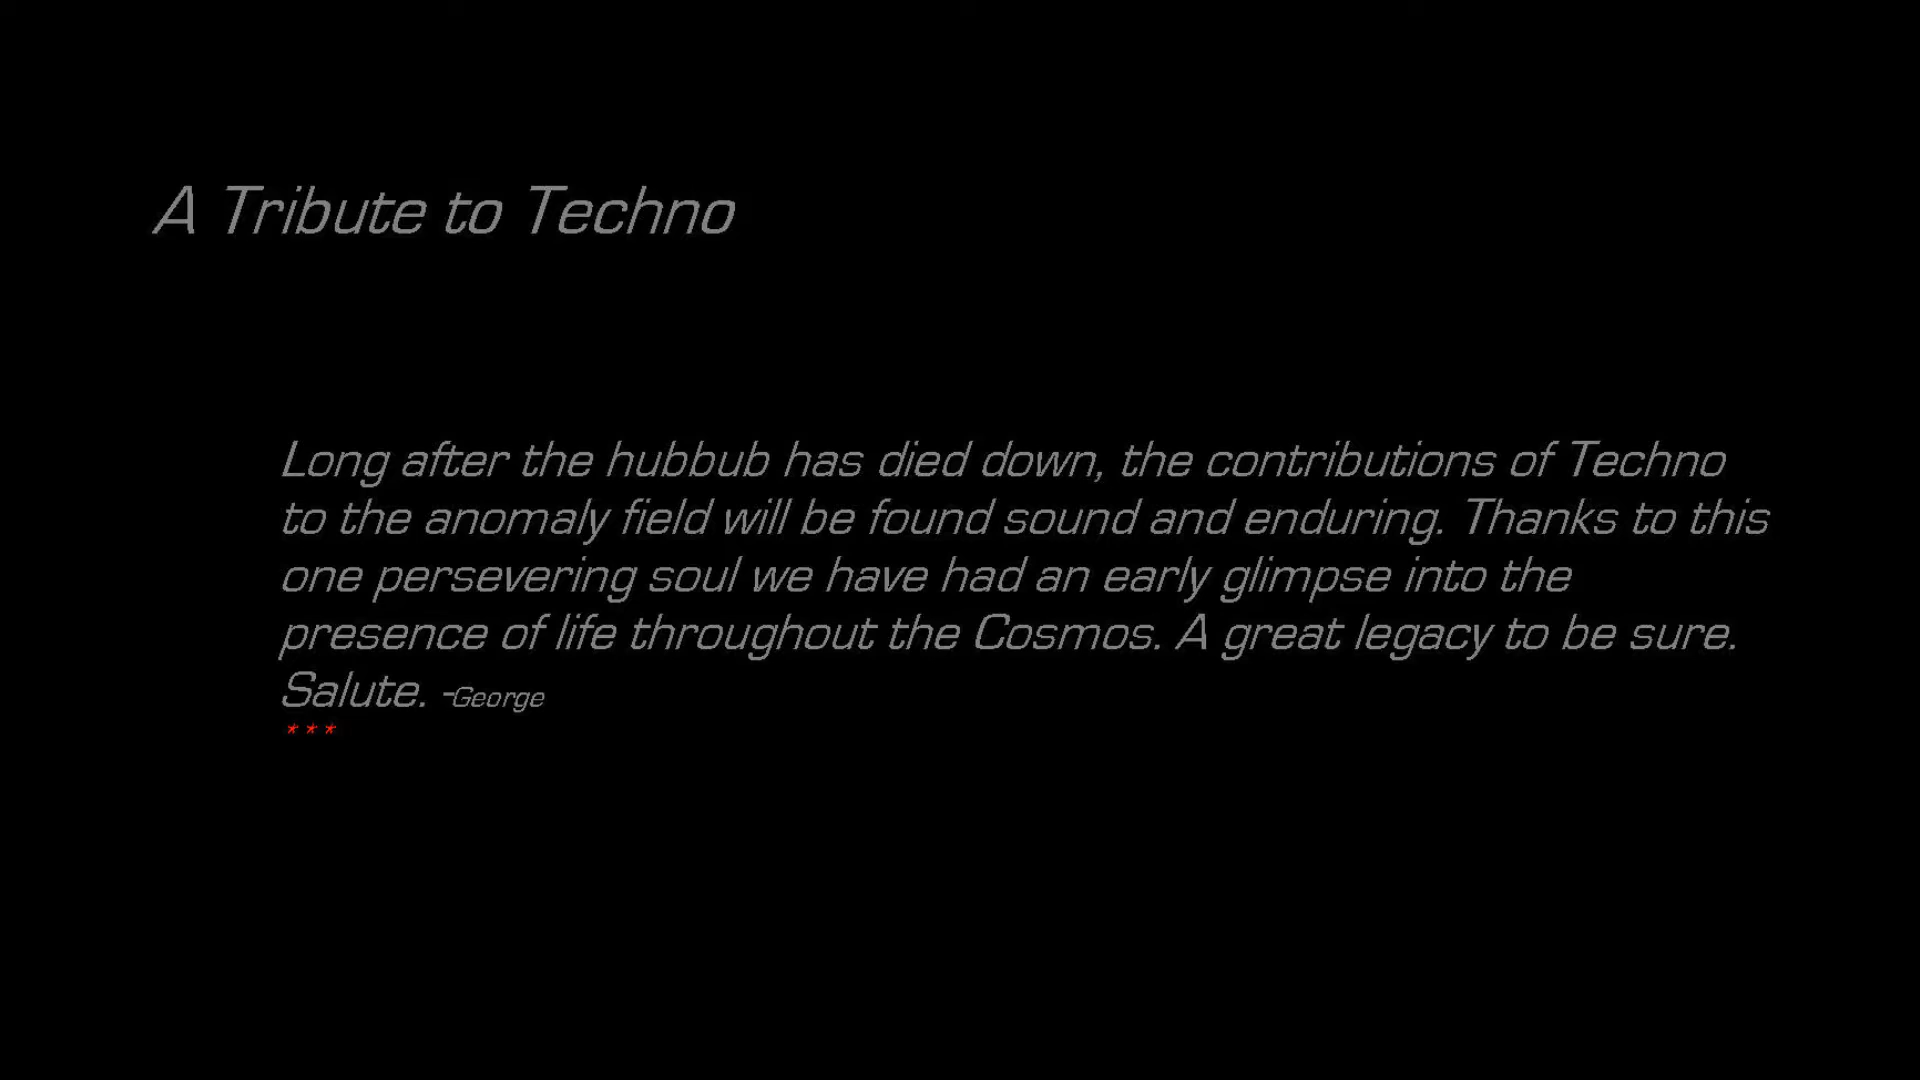 A Tribute to Techno
Long after the hubbub has died down, the contributions of Techno
to the anomaly field will be found sound and enduring. Thanks to this
one persevering soul we have had an early glimpse into the
presence of life throughout the Cosmos. A great legacy to be sure.
Salute. -George
***